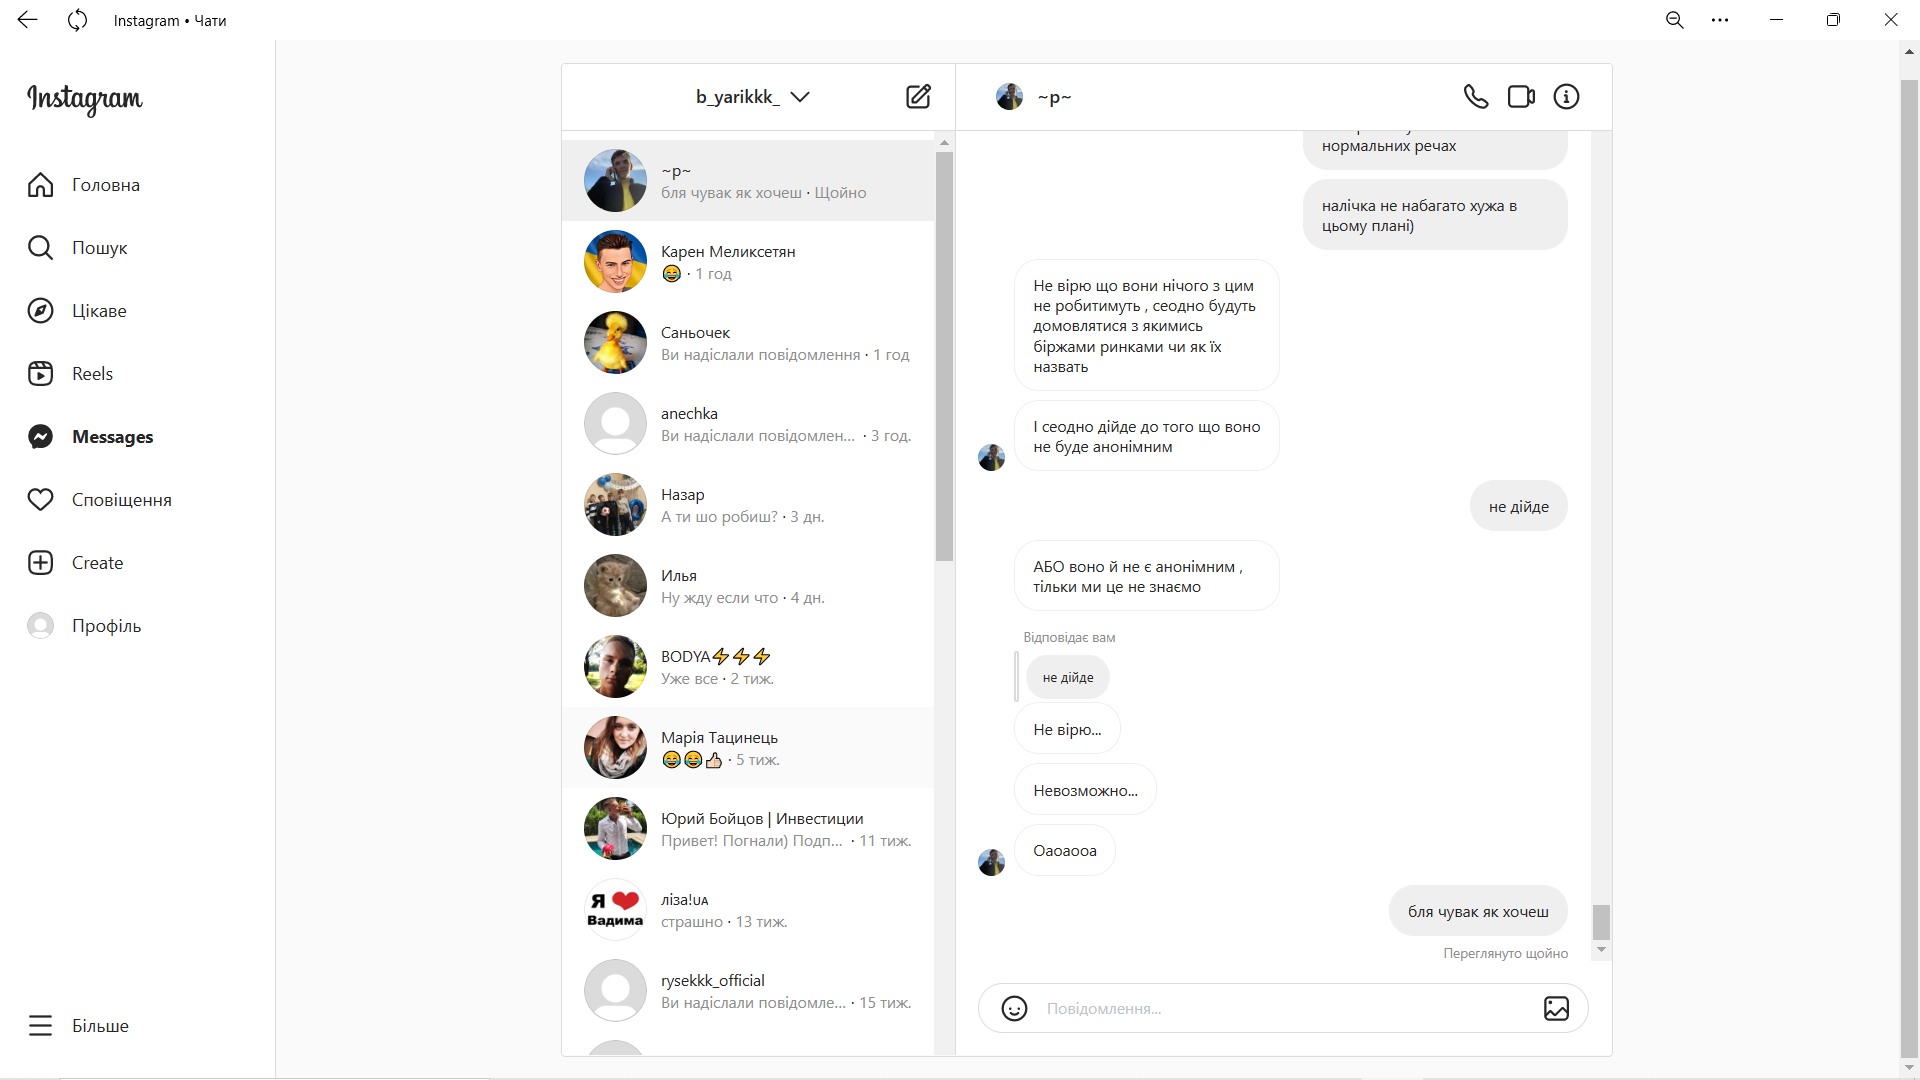 Instagram • Чати
Instagram
Головна
Пошук
Цікаве
Reels
Messages
Сповіщення
Create
Профіль
Більше
b_yarikkk_
~p~
бля чувак як хочеш · Щойно
Карен Меликсетян
😂 · 1 год
Саньочек
Ви надіслали повідомлення · 1 год
anechka
Ви надіслали повідомлен... · 3 год.
Назар
А ти шо робиш? · 3 дн.
Илья
Ну жду если что · 4 дн.
BODYA⚡⚡⚡
Уже все · 2 тиж.
Марія Тацинець
😂😂👍🏻 · 5 тиж.
Юрий Бойцов | Инвестиции
Привет! Погнали) Подп... · 11 тиж.
Я ❤
Вадима
ліза!ᴜᴀ
страшно · 13 тиж.
rysekkk_official
Ви надіслали повідомле... · 15 тиж.
~p~
нормальних речах
налічка не набагато хужа в
цьому плані)
Не вірю що вони нічого з цим
не робитимуть , сеодно будуть
домовлятися з якимись
біржами ринками чи як їх
назвать
І сеодно дійде до того що воно
не буде анонімним
не дійде
АБО воно й не є анонімним ,
тільки ми це не знаємо
Відповідає вам
не дійде
Не вірю...
Невозможно...
Оаоаооа
бля чувак як хочеш
Переглянуто щойно
Повідомлення...